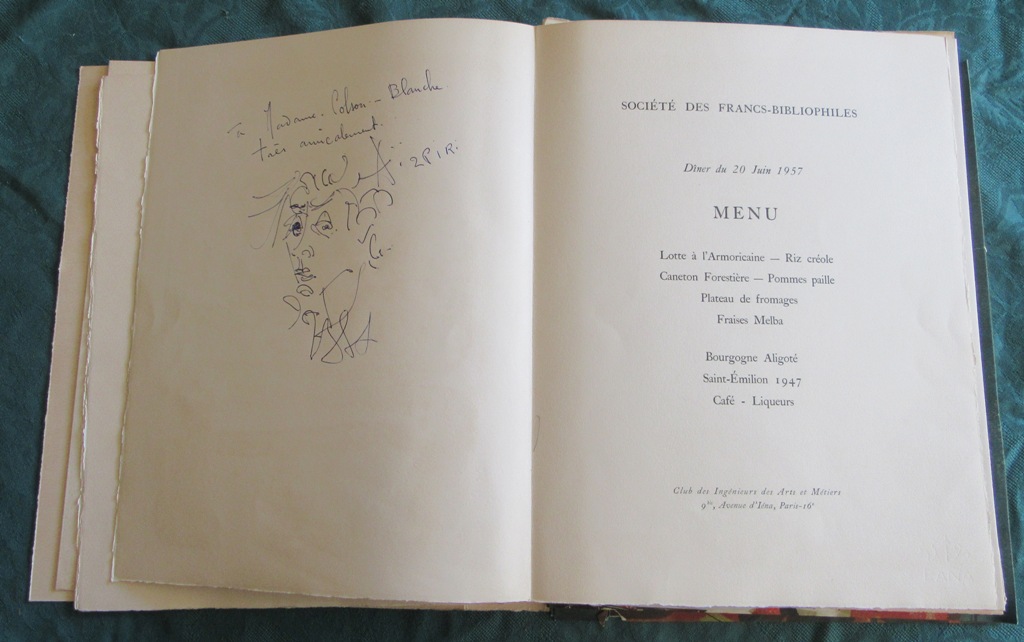 à Madame. Colson - Blanche
très amicalement.
SOCIÉTÉ DES FRANCS-BIBLIOPHILES
Dîner du 20 Juin 1957
MENU
Lotte à l'Armoricaine — Riz créole
Caneton Forestière — Pommes paille
Plateau de fromages
Fraises Melba
Bourgogne Aligoté
Saint-Émilion 1947
Café - Liqueurs
Club des Ingénieurs des Arts et Métiers
9bis, Avenue d'Iéna, Paris-16e